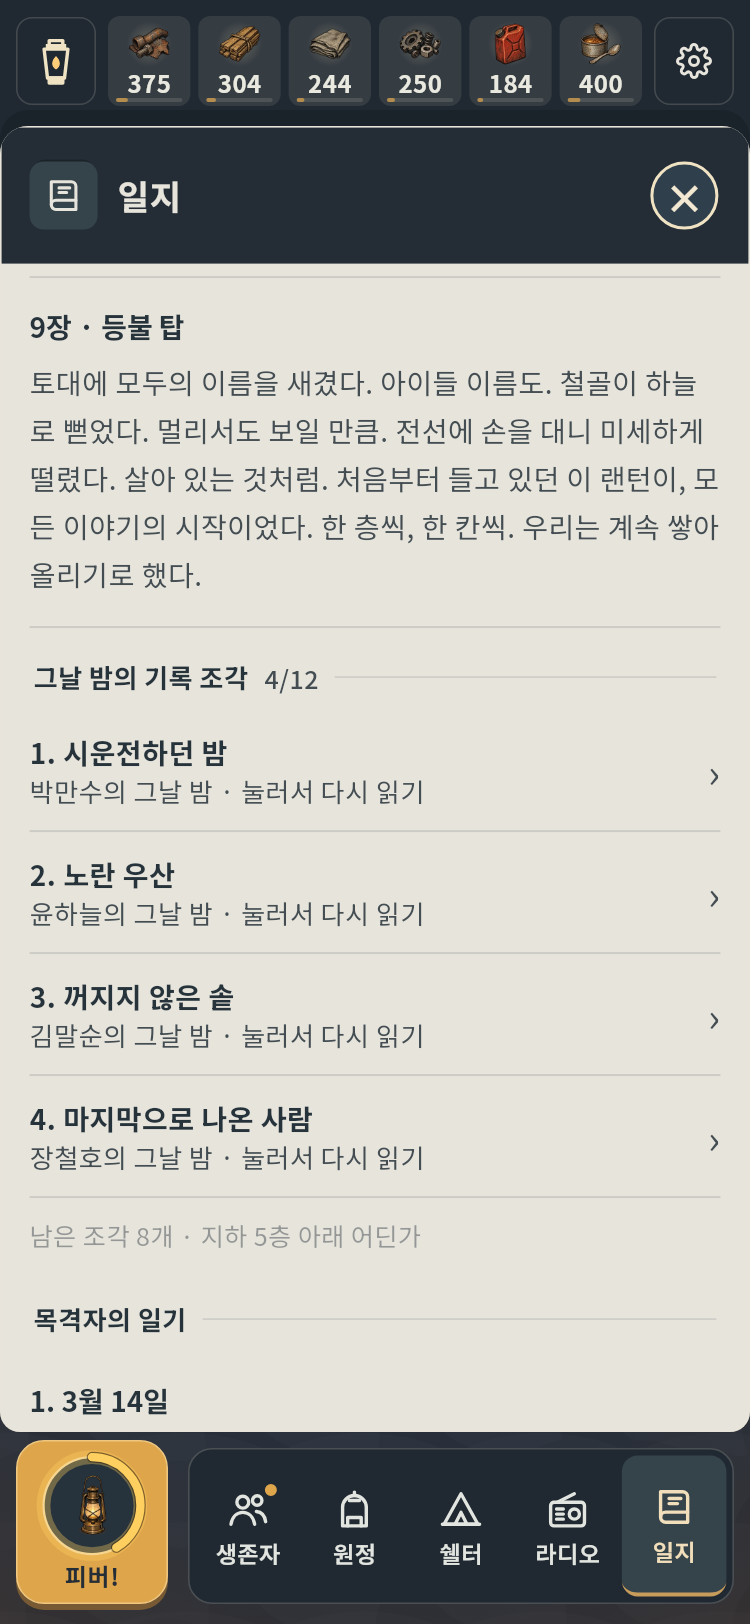 375 304 244 250 184 400
일지
9장 · 등불 탑
토대에 모두의 이름을 새겼다. 아이들 이름도. 철골이 하늘
로 뻗었다. 멀리서도 보일 만큼. 전선에 손을 대니 미세하게
떨렸다. 살아 있는 것처럼. 처음부터 들고 있던 이 랜턴이, 모
든 이야기의 시작이었다. 한 층씩, 한 칸씩. 우리는 계속 쌓아
올리기로 했다.
그날 밤의 기록 조각 4/12
1. 시운전하던 밤
박만수의 그날 밤 · 눌러서 다시 읽기
2. 노란 우산
윤하늘의 그날 밤 · 눌러서 다시 읽기
3. 꺼지지 않은 솥
김말순의 그날 밤 · 눌러서 다시 읽기
4. 마지막으로 나온 사람
장철호의 그날 밤 · 눌러서 다시 읽기
남은 조각 8개 · 지하 5층 아래 어딘가
목격자의 일기
1. 3월 14일
피버!
생존자 원정 쉘터 라디오 일지